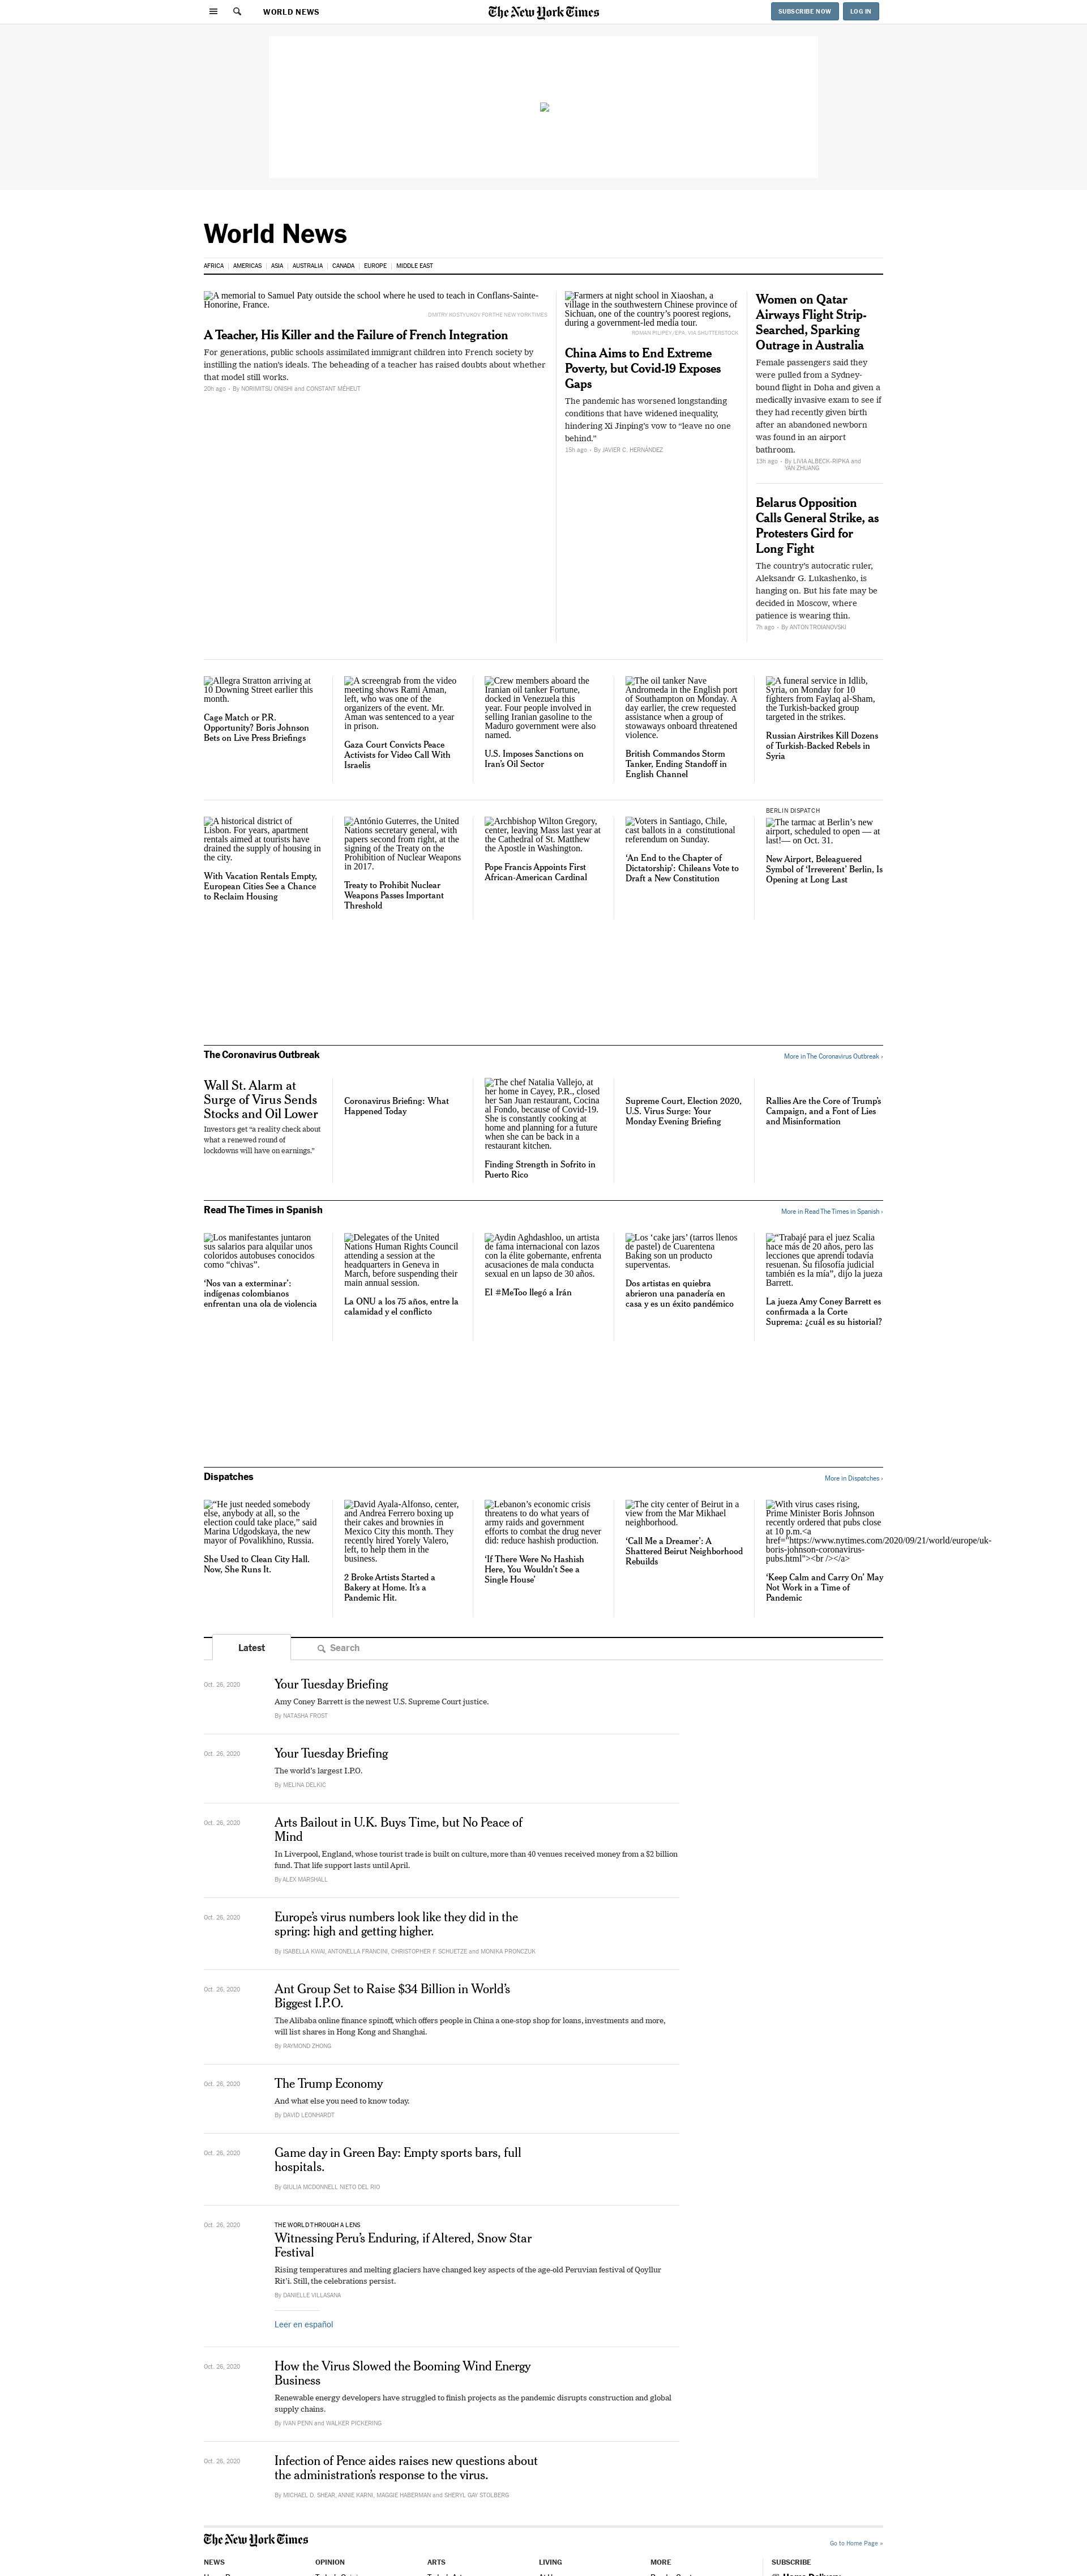 WORLD NEWS
The New York Times
SUBSCRIBE NOW
LOG IN
World News
AFRICA
AMERICAS
ASIA
AUSTRALIA
CANADA
EUROPE
MIDDLE EAST
A memorial to Samuel Paty outside the school where he used to teach in Conflans-Sainte-
Honorine, France.
DMITRY KOSTYUKOV FOR THE NEW YORK TIMES
A Teacher, His Killer and the Failure of French Integration
For generations, public schools assimilated immigrant children into French society by
instilling the nation's ideals. The beheading of a teacher has raised doubts about whether
that model still works.
20h ago • By NORIMITSU ONISHI and CONSTANT MÉHEUT
Farmers at night school in Xiaoshan, a
village in the southwestern Chinese province of
Sichuan, one of the country's poorest regions,
during a government-led media tour.
ROMAN PILIPEY/EPA, VIA SHUTTERSTOCK
China Aims to End Extreme
Poverty, but Covid-19 Exposes
Gaps
The pandemic has worsened longstanding
conditions that have widened inequality,
hindering Xi Jinping's vow to “leave no one
behind.”
15h ago • By JAVIER C. HERNÁNDEZ
Women on Qatar
Airways Flight Strip-
Searched, Sparking
Outrage in Australia
Female passengers said they
were pulled from a Sydney-
bound flight in Doha and given a
medically invasive exam to see if
they had recently given birth
after an abandoned newborn
was found in an airport
bathroom.
13h ago • By LIVIA ALBECK-RIPKA and
YAN ZHUANG
Belarus Opposition
Calls General Strike, as
Protesters Gird for
Long Fight
The country's autocratic ruler,
Aleksandr G. Lukashenko, is
hanging on. But his fate may be
decided in Moscow, where
patience is wearing thin.
7h ago • By ANTON TROIANOVSKI
Allegra Stratton arriving at
10 Downing Street earlier this
month.
Cage Match or P.R.
Opportunity? Boris Johnson
Bets on Live Press Briefings
A screengrab from the video
meeting shows Rami Aman,
left, who was one of the
organizers of the event. Mr.
Aman was sentenced to a year
in prison.
Gaza Court Convicts Peace
Activists for Video Call With
Israelis
Crew members aboard the
Iranian oil tanker Fortune,
docked in Venezuela this
year. Four people involved in
selling Iranian gasoline to the
Maduro government were also
named.
U.S. Imposes Sanctions on
Iran's Oil Sector
The oil tanker Nave
Andromeda in the English port
of Southampton on Monday. A
day earlier, the crew requested
assistance when a group of
stowaways onboard threatened
violence.
British Commandos Storm
Tanker, Ending Standoff in
English Channel
A funeral service in Idlib,
Syria, on Monday for 10
fighters from Faylaq al-Sham,
the Turkish-backed group
targeted in the strikes.
Russian Airstrikes Kill Dozens
of Turkish-Backed Rebels in
Syria
A historical district of
Lisbon. For years, apartment
rentals aimed at tourists have
drained the supply of housing in
the city.
With Vacation Rentals Empty,
European Cities See a Chance
to Reclaim Housing
António Guterres, the United
Nations secretary general, with
papers second from right, at the
signing of the Treaty on the
Prohibition of Nuclear Weapons
in 2017.
Treaty to Prohibit Nuclear
Weapons Passes Important
Threshold
Archbishop Wilton Gregory,
center, leaving Mass last year at
the Cathedral of St. Matthew
the Apostle in Washington.
Pope Francis Appoints First
African-American Cardinal
Voters in Santiago, Chile,
cast ballots in a constitutional
referendum on Sunday.
‘An End to the Chapter of
Dictatorship’: Chileans Vote to
Draft a New Constitution
BERLIN DISPATCH
The tarmac at Berlin's new
airport, scheduled to open — at
last!— on Oct. 31.
New Airport, Beleaguered
Symbol of ‘Irreverent’ Berlin, Is
Opening at Long Last
The Coronavirus Outbreak
More in The Coronavirus Outbreak ›
Wall St. Alarm at
Surge of Virus Sends
Stocks and Oil Lower
Investors get “a reality check about
what a renewed round of
lockdowns will have on earnings.”
Coronavirus Briefing: What
Happened Today
The chef Natalia Vallejo, at
her home in Cayey, P.R., closed
her San Juan restaurant, Cocina
al Fondo, because of Covid-19.
She is constantly cooking at
home and planning for a future
when she can be back in a
restaurant kitchen.
Finding Strength in Sofrito in
Puerto Rico
Supreme Court, Election 2020,
U.S. Virus Surge: Your
Monday Evening Briefing
Rallies Are the Core of Trump's
Campaign, and a Font of Lies
and Misinformation
Read The Times in Spanish
More in Read The Times in Spanish ›
Los manifestantes juntaron
sus salarios para alquilar unos
coloridos autobuses conocidos
como “chivas”.
‘Nos van a exterminar’:
indígenas colombianos
enfrentan una ola de violencia
Delegates of the United
Nations Human Rights Council
attending a session at the
headquarters in Geneva in
March, before suspending their
main annual session.
La ONU a los 75 años, entre la
calamidad y el conflicto
Aydin Aghdashloo, un artista
de fama internacional con lazos
con la élite gobernante, enfrenta
acusaciones de mala conducta
sexual en un lapso de 30 años.
El #MeToo llegó a Irán
Los ‘cake jars’ (tarros llenos
de pastel) de Cuarentena
Baking son un producto
superventas.
Dos artistas en quiebra
abrieron una panadería en
casa y es un éxito pandémico
“Trabajé para el juez Scalia
hace más de 20 años, pero las
lecciones que aprendí todavía
resuenan. Su filosofía judicial
también es la mía”, dijo la jueza
Barrett.
La jueza Amy Coney Barrett es
confirmada a la Corte
Suprema: ¿cuál es su historial?
Dispatches
More in Dispatches ›
“He just needed somebody
else, anybody at all, so the
election could take place,” said
Marina Udgodskaya, the new
mayor of Povalikhino, Russia.
She Used to Clean City Hall.
Now, She Runs It.
David Ayala-Alfonso, center,
and Andrea Ferrero boxing up
their cakes and brownies in
Mexico City this month. They
recently hired Yorely Valero,
left, to help them in the
business.
2 Broke Artists Started a
Bakery at Home. It's a
Pandemic Hit.
Lebanon's economic crisis
threatens to do what years of
army raids and government
efforts to combat the drug never
did: reduce hashish production.
‘If There Were No Hashish
Here, You Wouldn't See a
Single House’
The city center of Beirut in a
view from the Mar Mikhael
neighborhood.
‘Call Me a Dreamer’: A
Shattered Beirut Neighborhood
Rebuilds
With virus cases rising,
Prime Minister Boris Johnson
recently ordered that pubs close
at 10 p.m.<a
href="https://www.nytimes.com/2020/09/21/world/europe/uk-
boris-johnson-coronavirus-
pubs.html"><br /></a>
‘Keep Calm and Carry On’ May
Not Work in a Time of
Pandemic
Latest
Search
Oct. 26, 2020
Your Tuesday Briefing
Amy Coney Barrett is the newest U.S. Supreme Court justice.
By NATASHA FROST
Oct. 26, 2020
Your Tuesday Briefing
The world's largest I.P.O.
By MELINA DELKIC
Oct. 26, 2020
Arts Bailout in U.K. Buys Time, but No Peace of
Mind
In Liverpool, England, whose tourist trade is built on culture, more than 40 venues received money from a $2 billion
fund. That life support lasts until April.
By ALEX MARSHALL
Oct. 26, 2020
Europe's virus numbers look like they did in the
spring: high and getting higher.
By ISABELLA KWAI, ANTONELLA FRANCINI, CHRISTOPHER F. SCHUETZE and MONIKA PRONCZUK
Oct. 26, 2020
Ant Group Set to Raise $34 Billion in World's
Biggest I.P.O.
The Alibaba online finance spinoff, which offers people in China a one-stop shop for loans, investments and more,
will list shares in Hong Kong and Shanghai.
By RAYMOND ZHONG
Oct. 26, 2020
The Trump Economy
And what else you need to know today.
By DAVID LEONHARDT
Oct. 26, 2020
Game day in Green Bay: Empty sports bars, full
hospitals.
By GIULIA MCDONNELL NIETO DEL RIO
Oct. 26, 2020
THE WORLD THROUGH A LENS
Witnessing Peru's Enduring, if Altered, Snow Star
Festival
Rising temperatures and melting glaciers have changed key aspects of the age-old Peruvian festival of Qoyllur
Rit'i. Still, the celebrations persist.
By DANIELLE VILLASANA
Leer en español
Oct. 26, 2020
How the Virus Slowed the Booming Wind Energy
Business
Renewable energy developers have struggled to finish projects as the pandemic disrupts construction and global
supply chains.
By IVAN PENN and WALKER PICKERING
Oct. 26, 2020
Infection of Pence aides raises new questions about
the administration's response to the virus.
By MICHAEL D. SHEAR, ANNIE KARNI, MAGGIE HABERMAN and SHERYL GAY STOLBERG
The New York Times
Go to Home Page »
NEWS
OPINION
ARTS
LIVING
MORE
SUBSCRIBE